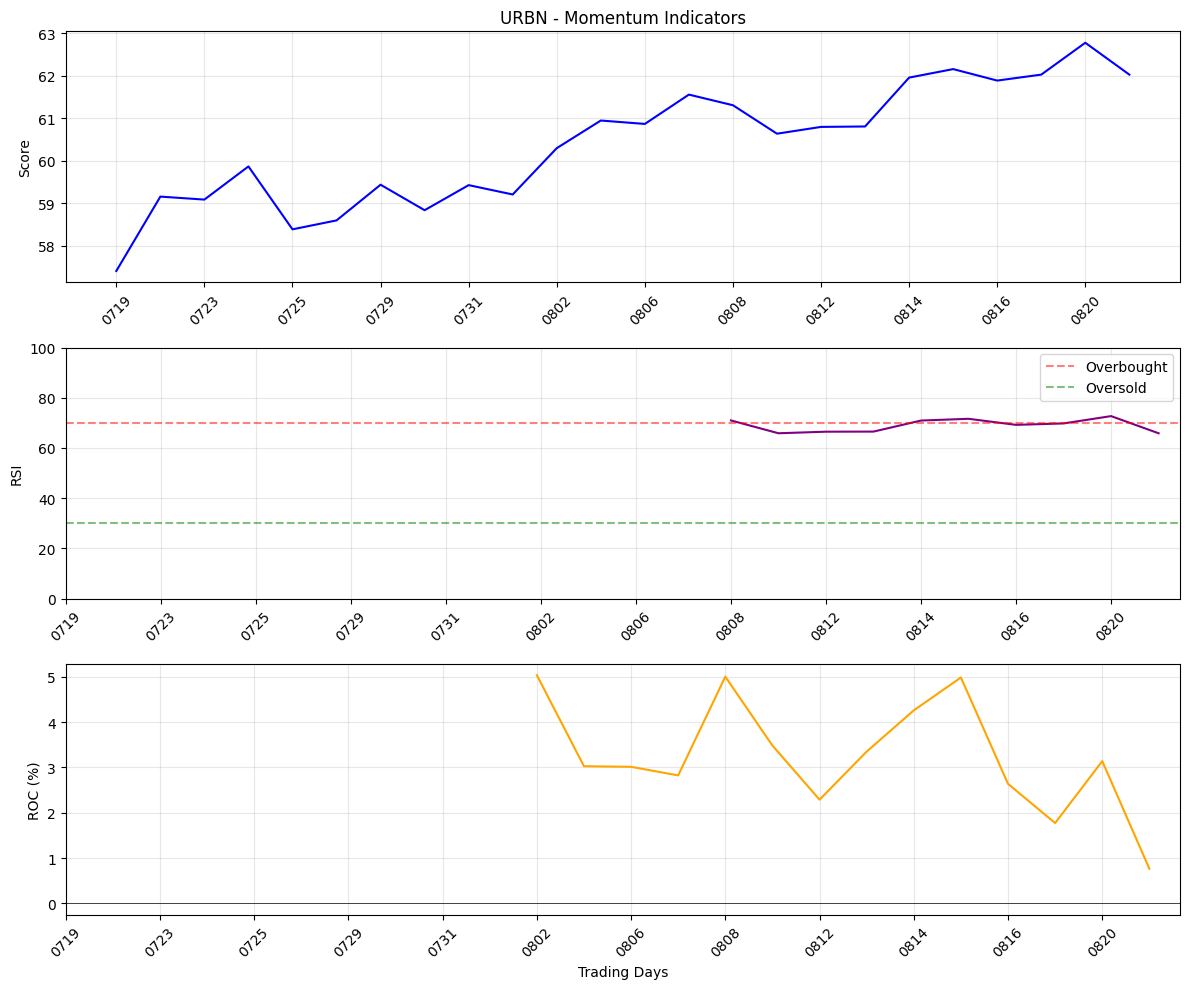 URBN - Momentum Indicators
Score
63
62
61
60
59
58
0719 0723 0725 0729 0731 0802 0806 0808 0812 0814 0816 0820
RSI
100
80
60
40
20
0
Overbought
Oversold
0719 0723 0725 0729 0731 0802 0806 0808 0812 0814 0816 0820
ROC (%)
5
4
3
2
1
0
0719 0723 0725 0729 0731 0802 0806 0808 0812 0814 0816 0820
Trading Days